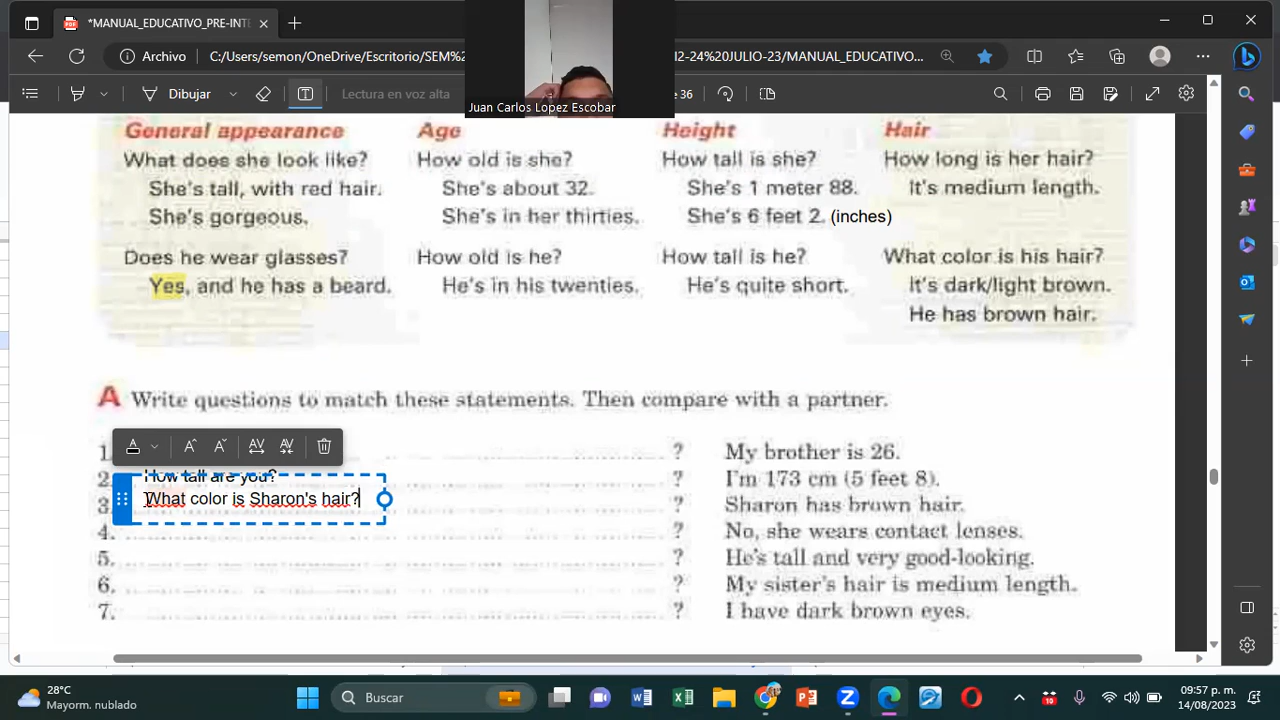 *MANUAL_EDUCATIVO_PRE-INTE
Archivo
C:/Users/semon/OneDrive/Escritorio/SEM%
12-24%20JULIO-23/MANUAL_EDUCATIVO...
Dibujar
Lectura en voz alta
Juan Carlos Lopez Escobar
36
General appearance Age Height Hair
What does she look like? How old is she? How tall is she? How long is her hair?
She's tall, with red hair. She's about 32. She's 1 meter 88. It's medium length.
She's gorgeous. She's in her thirties. She's 6 feet 2. (inches)
Does he wear glasses? How old is he? How tall is he? What color is his hair?
Yes, and he has a beard. He's in his twenties. He's quite short. It's dark/light brown.
He has brown hair.
A Write questions to match these statements. Then compare with a partner.
1. ? My brother is 26.
2. How tall are you? ? I'm 173 cm (5 feet 8).
3. What color is Sharon's hair? ? Sharon has brown hair.
4. ? No, she wears contact lenses.
5. ? He's tall and very good-looking.
6. ? My sister's hair is medium length.
7. ? I have dark brown eyes.
28°C
Mayorm. nublado
Buscar
09:57 p. m.
14/08/2023